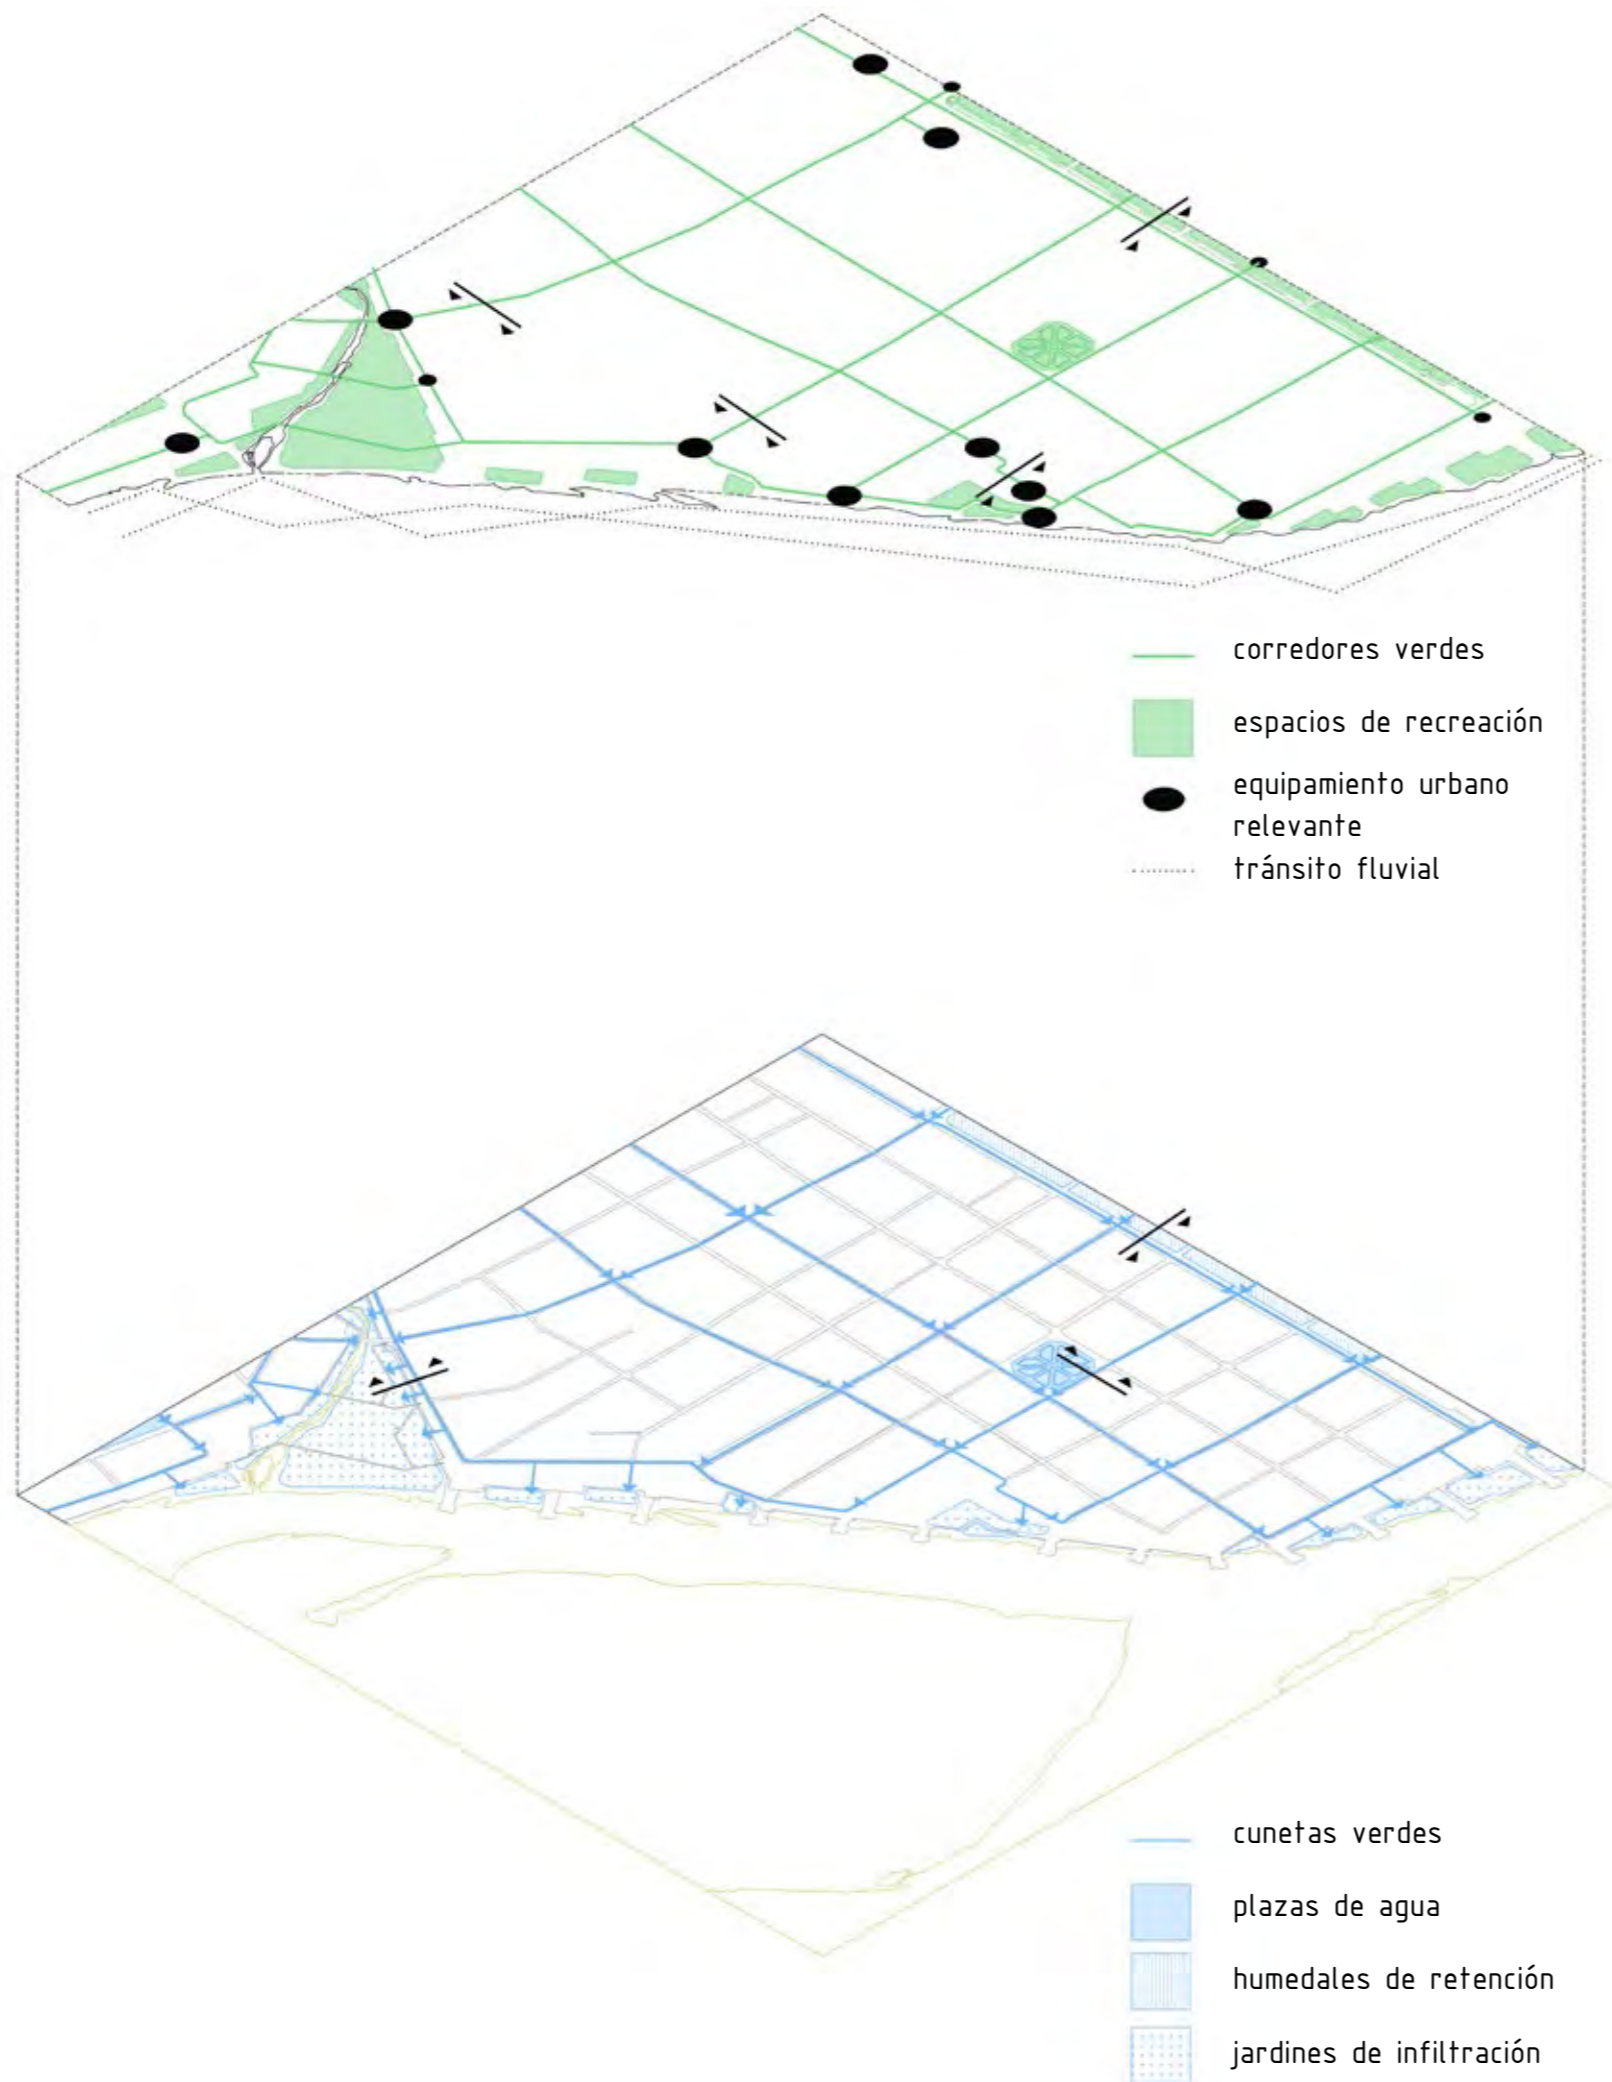 corredores verdes
espacios de recreación
equipamiento urbano
relevante
tránsito fluvial
cunetas verdes
plazas de agua
humedales de retención
jardines de infiltración